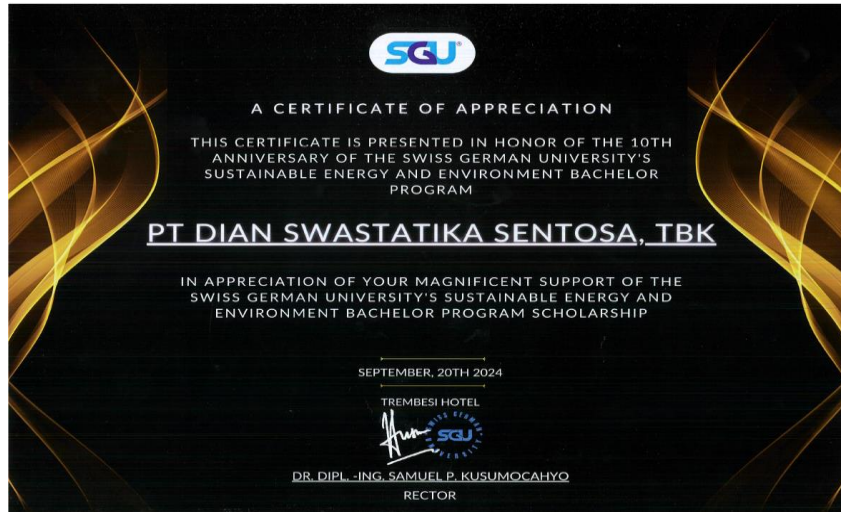 SGU®
A CERTIFICATE OF APPRECIATION
THIS CERTIFICATE IS PRESENTED IN HONOR OF THE 10TH
ANNIVERSARY OF THE SWISS GERMAN UNIVERSITY'S
SUSTAINABLE ENERGY AND ENVIRONMENT BACHELOR
PROGRAM
PT DIAN SWASTATIKA SENTOSA, TBK
IN APPRECIATION OF YOUR MAGNIFICENT SUPPORT OF THE
SWISS GERMAN UNIVERSITY'S SUSTAINABLE ENERGY AND
ENVIRONMENT BACHELOR PROGRAM SCHOLARSHIP
SEPTEMBER, 20TH 2024
TREMBESI HOTEL
SWISS GERMAN
SGU
UNIVERSITY
DR. DIPL. -ING. SAMUEL P. KUSUMOCAHYO
RECTOR